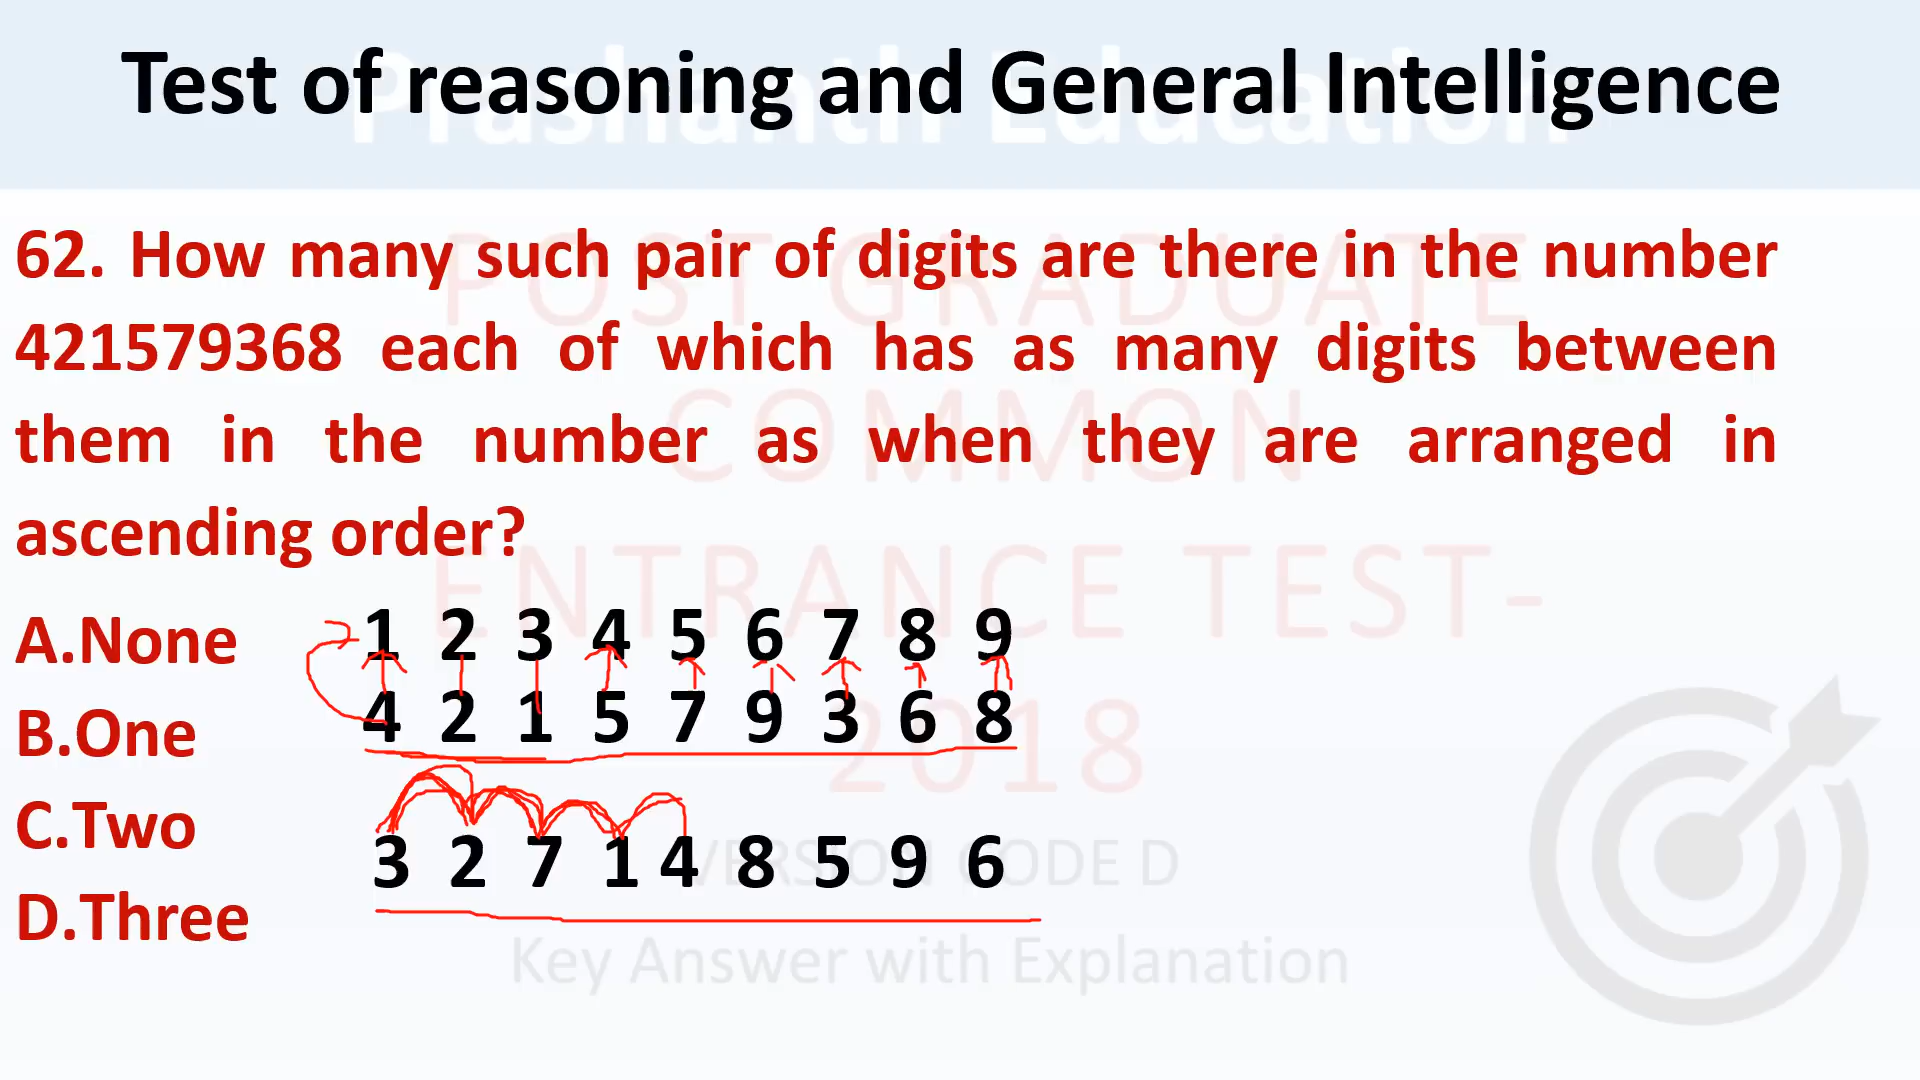 Test of reasoning and General Intelligence
Prashanth Education
62. How many such pair of digits are there in the number
421579368 each of which has as many digits between
them in the number as when they are arranged in
ascending order?
POST GRADUATE
COMMON
ENTRANCE TEST-
2018
VERSION CODE D
Key Answer with Explanation
A.None
B.One
C.Two
D.Three
1 2 3 4 5 6 7 8 9
4 2 1 5 7 9 3 6 8
3 2 7 1 4 8 5 9 6